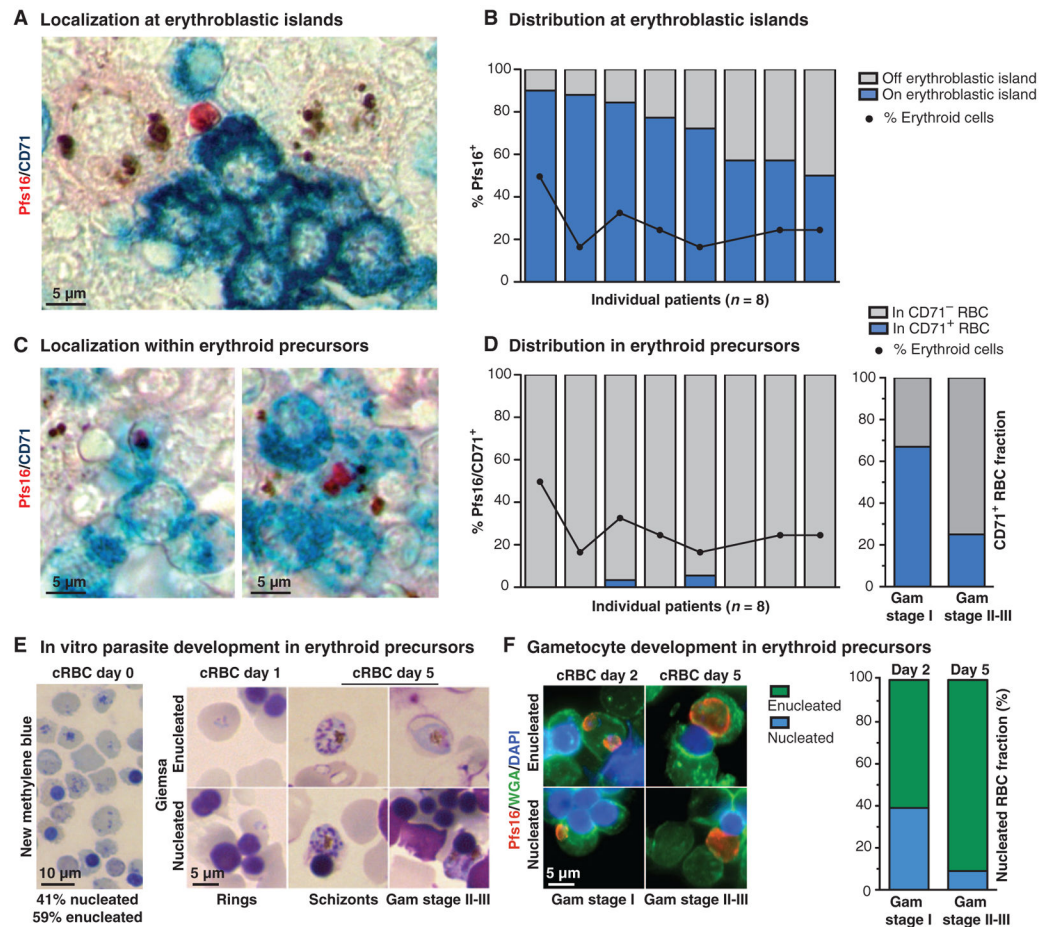 A Localization at erythroblastic islands
Pfs16/CD71
5 µm
B Distribution at erythroblastic islands
100
80
60
40
20
0
% Pfs16+
Individual patients (n = 8)
Off erythroblastic island
On erythroblastic island
% Erythroid cells
C Localization within erythroid precursors
Pfs16/CD71
5 µm
5 µm
D Distribution in erythroid precursors
100
80
60
40
20
0
% Pfs16/CD71+
Individual patients (n = 8)
In CD71− RBC
In CD71+ RBC
% Erythroid cells
100
80
60
40
20
0
CD71+ RBC fraction
Gam stage I
Gam stage II-III
E In vitro parasite development in erythroid precursors
cRBC day 0
cRBC day 1
cRBC day 5
New methylene blue
10 µm
41% nucleated
59% enucleated
Giemsa
Enucleated
Nucleated
5 µm
Rings
Schizonts
Gam stage II-III
F Gametocyte development in erythroid precursors
cRBC day 2
cRBC day 5
Pfs16/WGA/DAPI
Enucleated
Nucleated
5 µm
Gam stage I
Gam stage II-III
Enucleated
Nucleated
Day 2
Day 5
100
80
60
40
20
0
Nucleated RBC fraction (%)
Gam stage I
Gam stage II-III